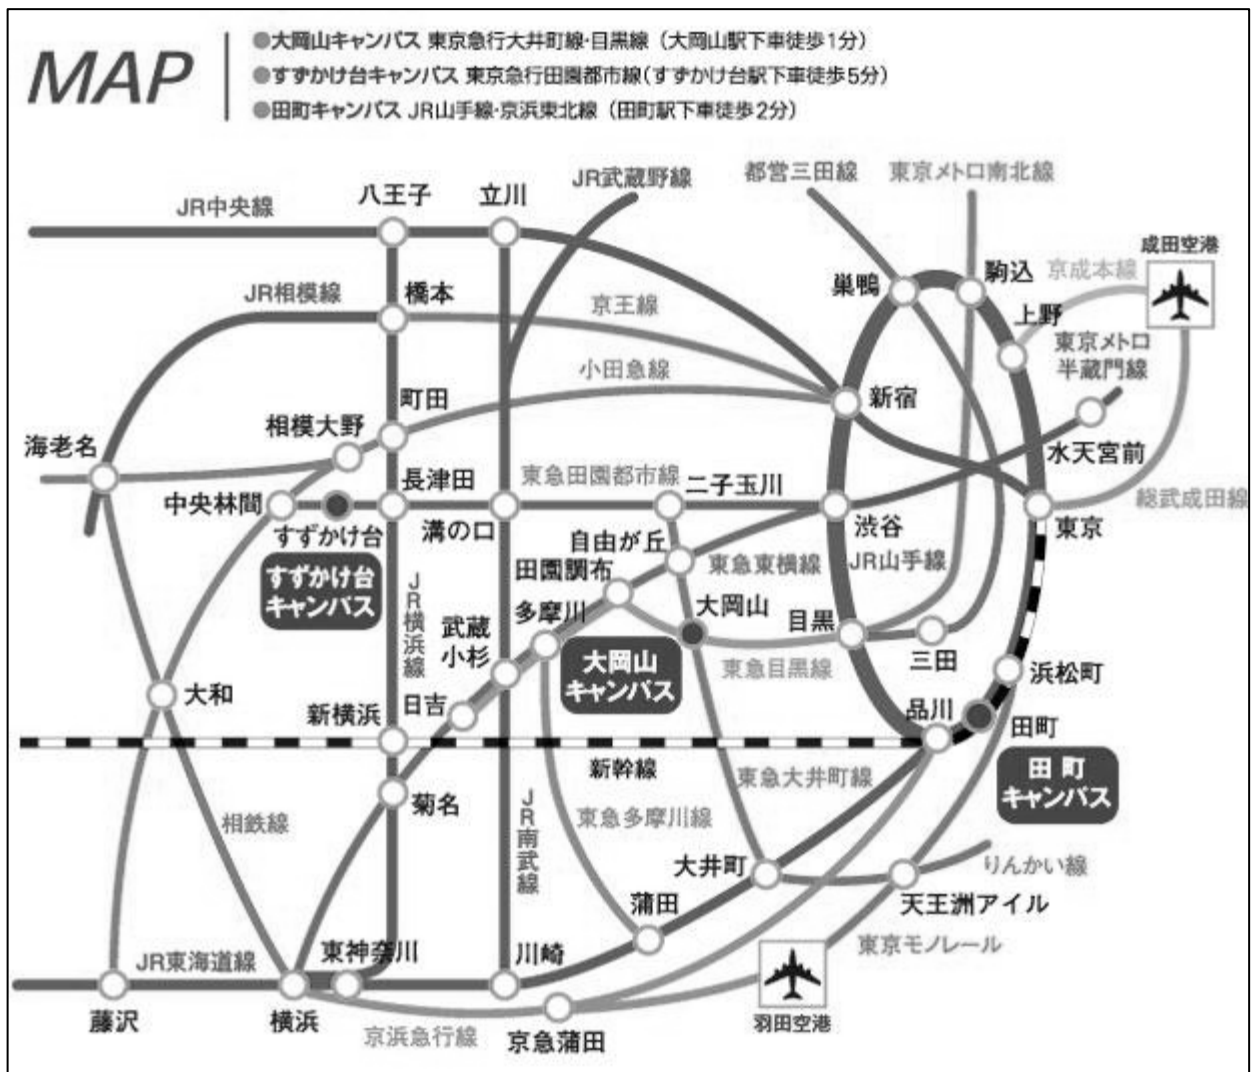 MAP
●大岡山キャンパス 東京急行大井町線・目黒線（大岡山駅下車徒歩1分）
●すずかけ台キャンパス 東京急行田園都市線（すずかけ台駅下車徒歩5分）
●田町キャンパス JR山手線・京浜東北線（田町駅下車徒歩2分）
JR中央線
八王子
立川
JR武蔵野線
都営三田線
東京メトロ南北線
成田空港
JR相模線
橋本
京王線
巣鴨
駒込
京成本線
上野
東京メトロ
半蔵門線
小田急線
町田
新宿
相模大野
海老名
水天宮前
中央林間
長津田
東急田園都市線
二子玉川
総武成田線
すずかけ台
溝の口
渋谷
東京
すずかけ台
キャンパス
自由が丘
東急東横線
JR山手線
田園調布
JR横浜線
多摩川
大岡山
目黒
武蔵
小杉
大岡山
キャンパス
東急目黒線
三田
浜松町
大和
新横浜
日吉
品川
田町
新幹線
東急大井町線
田町
キャンパス
菊名
JR南武線
東急多摩川線
相鉄線
大井町
りんかい線
天王洲アイル
蒲田
東京モノレール
JR東海道線
東神奈川
川崎
藤沢
横浜
京浜急行線
京急蒲田
羽田空港